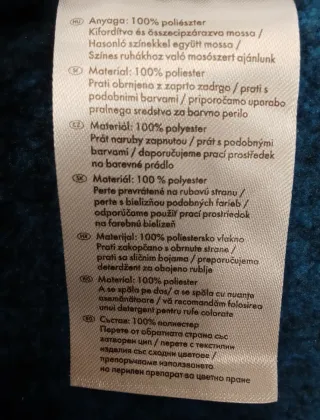 HU Anyaga: 100% poliészter
Kifordítva és összecipzárazva mossa /
Hasonló színekkel együtt mossa /
Színes ruhákhoz való mosószert ajánlunk
Material: 100% poliester
Prati obrnjeno z zaprto zadrgo / prati s
podobnimi barvami / priporočamo uporabo
pralnega sredstva za barvno perilo
CZ Materiál: 100% polyester
Prát naruby zapnutou / prát s podobnými
barvami / doporučujeme prací prostředek
na barevné prádlo
SK Materiál: 100 % polyester
Perte prevrátené na rubovú stranu /
perte s bielizňou podobných farieb /
odporúčame použiť prací prostriedok
na farebnú bielizeň
HR Materijal: 100% poliestersko vlakno
Prati zakopčano s obrnute strane /
prati sa sličnim bojama / preporučujemo
deterdžent za obojeno rublje
Material: 100% poliester
A se spăla pe dos/ a se spăla cu nuanțe
asemănătoare / vă recomandăm folosirea
unui detergent pentru rufe colorate
BG Състав: 100% полиестер
Перете от обратната страна със
затворен цип / перете с текстилни
изделия със сходни цветове /
препоръчваме използването
на перилен препарат за цветно пране